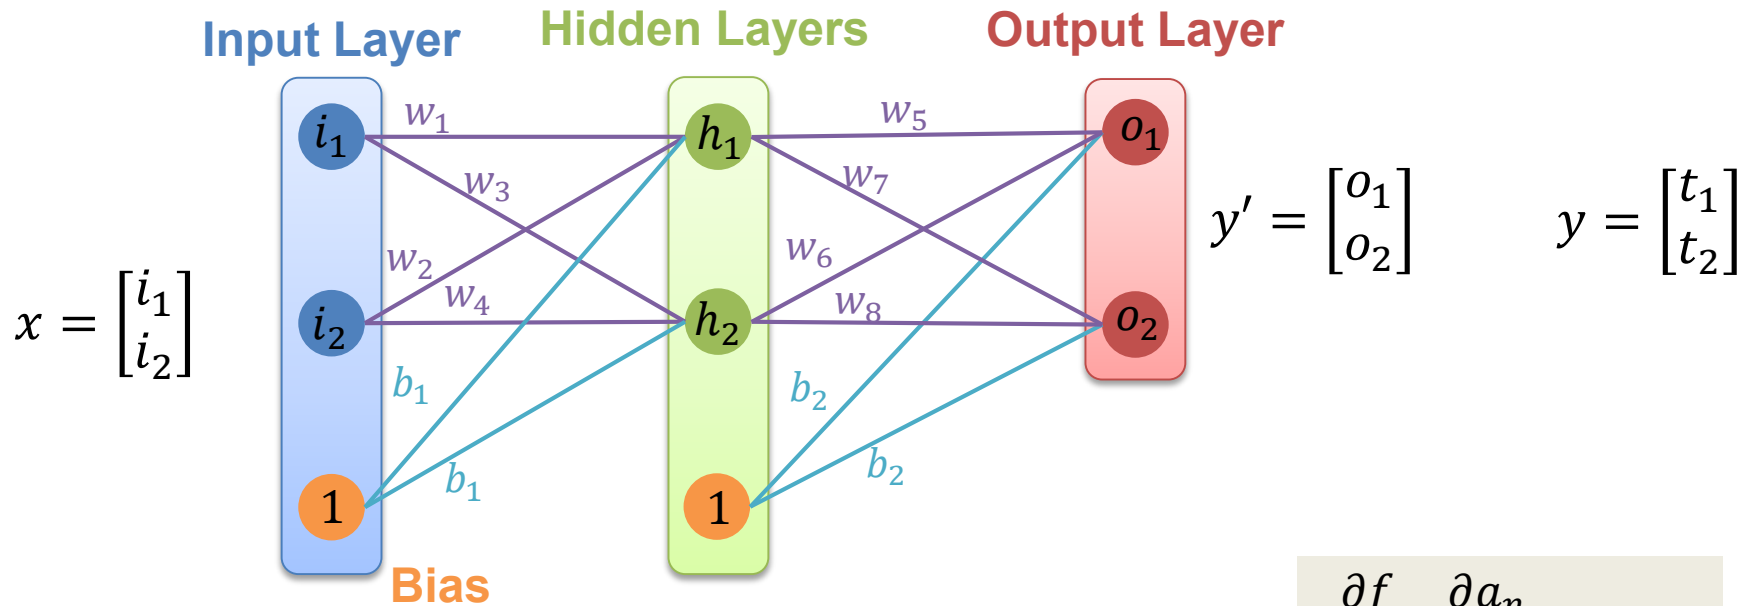 Input Layer
Hidden Layers
Output Layer
w₁
w₅
i₁
h₁
o₁
w₃
w₇
y′ = [o₁ o₂]
y = [t₁ t₂]
w₂
w₆
x = [i₁ i₂]
w₄
w₈
i₂
h₂
o₂
b₁
b₂
b₁
b₂
1
1
Bias
∂f ∂aₙ